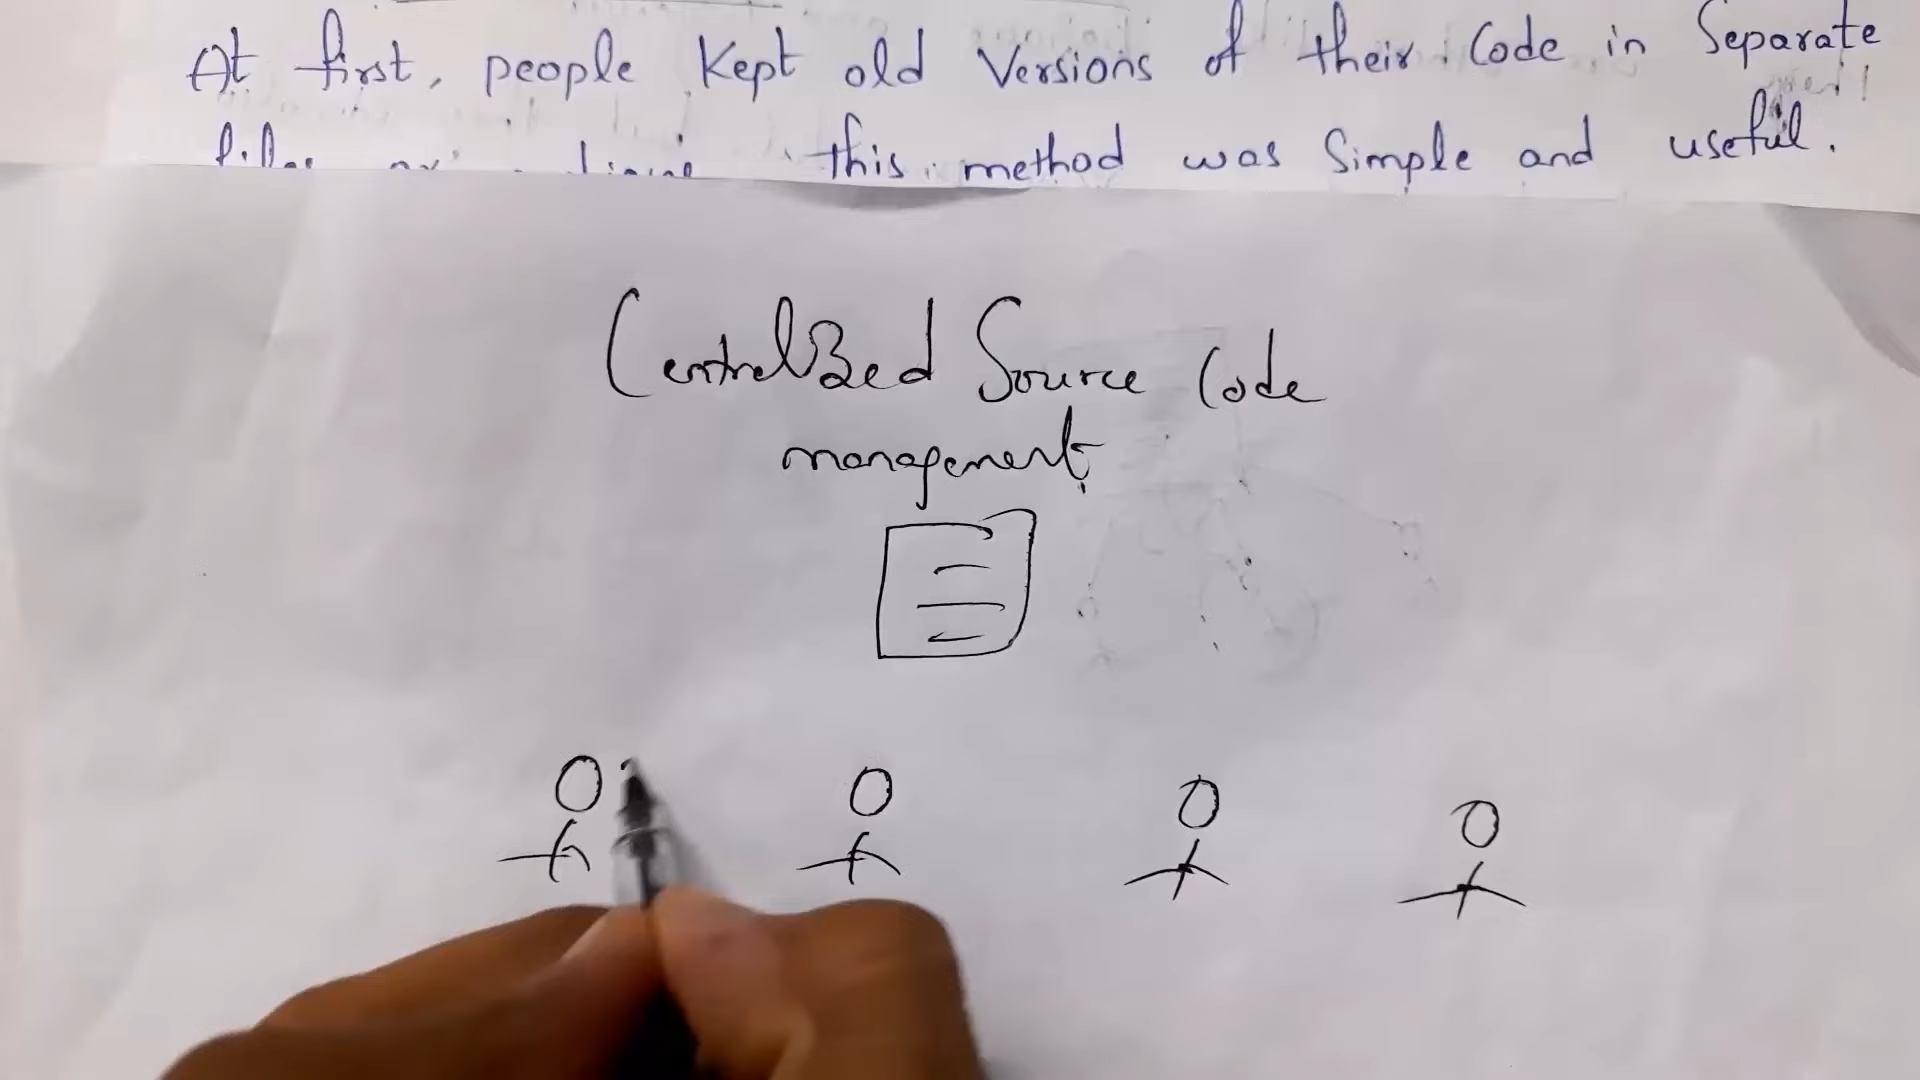 At first, people kept old Versions of their Code in Separate
this method was Simple and useful.
Centralized Source Code
management